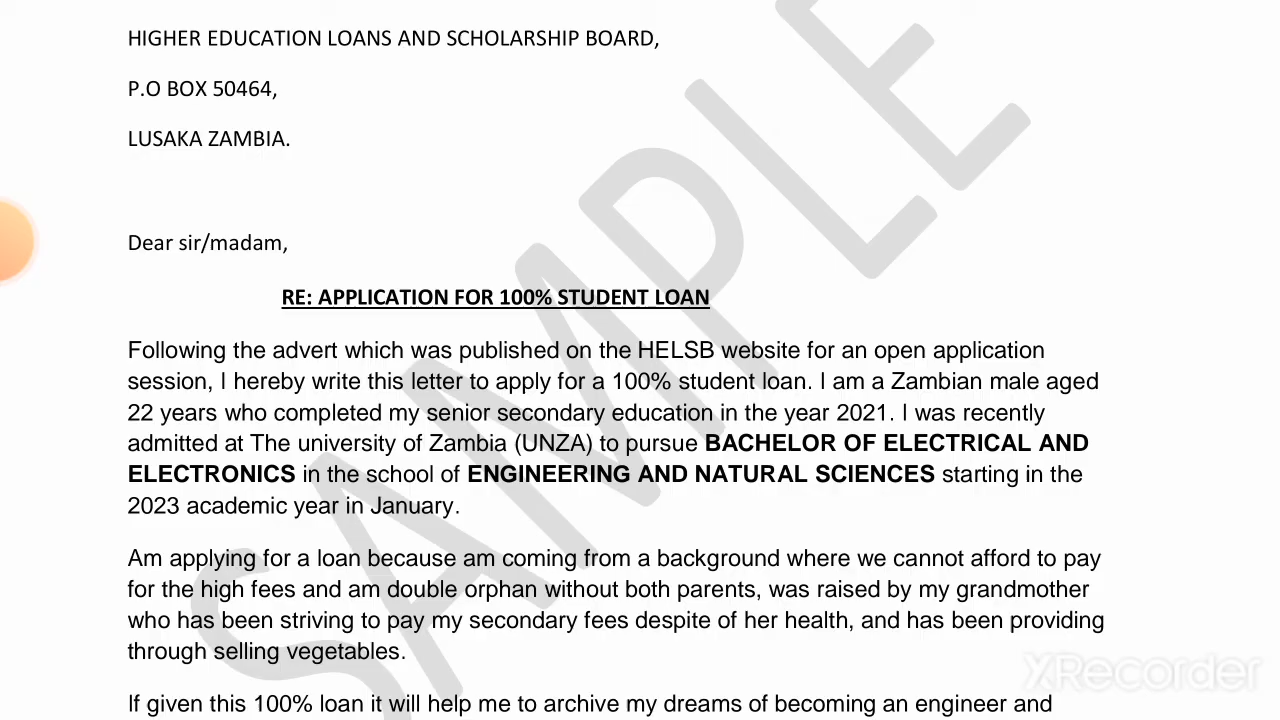 HIGHER EDUCATION LOANS AND SCHOLARSHIP BOARD,
P.O BOX 50464,
LUSAKA ZAMBIA.
Dear sir/madam,
RE: APPLICATION FOR 100% STUDENT LOAN
Following the advert which was published on the HELSB website for an open application
session, I hereby write this letter to apply for a 100% student loan. I am a Zambian male aged
22 years who completed my senior secondary education in the year 2021. I was recently
admitted at The university of Zambia (UNZA) to pursue BACHELOR OF ELECTRICAL AND
ELECTRONICS in the school of ENGINEERING AND NATURAL SCIENCES starting in the
2023 academic year in January.
Am applying for a loan because am coming from a background where we cannot afford to pay
for the high fees and am double orphan without both parents, was raised by my grandmother
who has been striving to pay my secondary fees despite of her health, and has been providing
through selling vegetables.
If given this 100% loan it will help me to archive my dreams of becoming an engineer and
SAMPLE
XRecorder